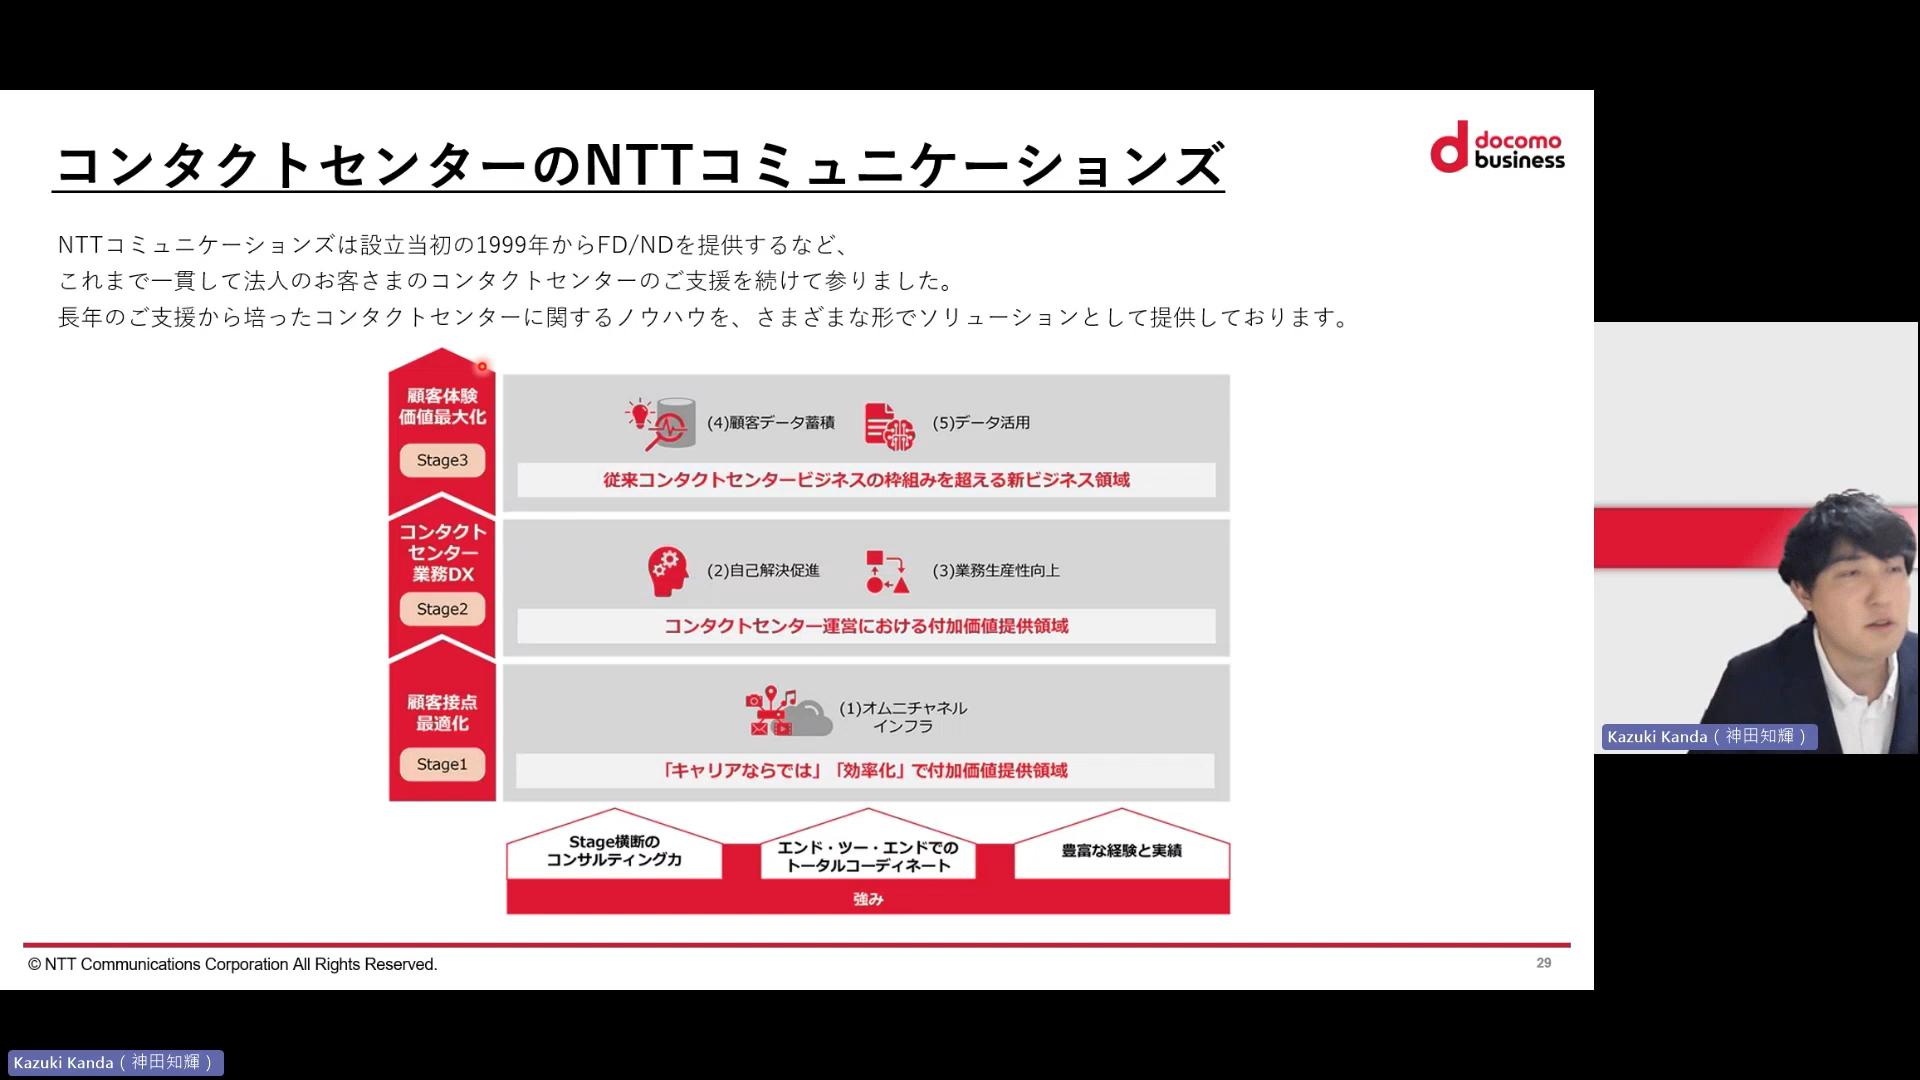 コンタクトセンターのNTTコミュニケーションズ
docomo
business
NTTコミュニケーションズは設立当初の1999年からFD/NDを提供するなど、
これまで一貫して法人のお客さまのコンタクトセンターのご支援を続けて参りました。
長年のご支援から培ったコンタクトセンターに関するノウハウを、さまざまな形でソリューションとして提供しております。
顧客体験
価値最大化
Stage3
(4)顧客データ蓄積
(5)データ活用
従来コンタクトセンタービジネスの枠組みを超える新ビジネス領域
コンタクト
センター
業務DX
Stage2
(2)自己解決促進
(3)業務生産性向上
コンタクトセンター運営における付加価値提供領域
顧客接点
最適化
Stage1
(1)オムニチャネル
インフラ
「キャリアならでは」「効率化」で付加価値提供領域
Stage横断の
コンサルティング力
エンド・ツー・エンドでの
トータルコーディネート
豊富な経験と実績
強み
© NTT Communications Corporation All Rights Reserved.
29
Kazuki Kanda（神田知輝）
Kazuki Kanda（神田知輝）